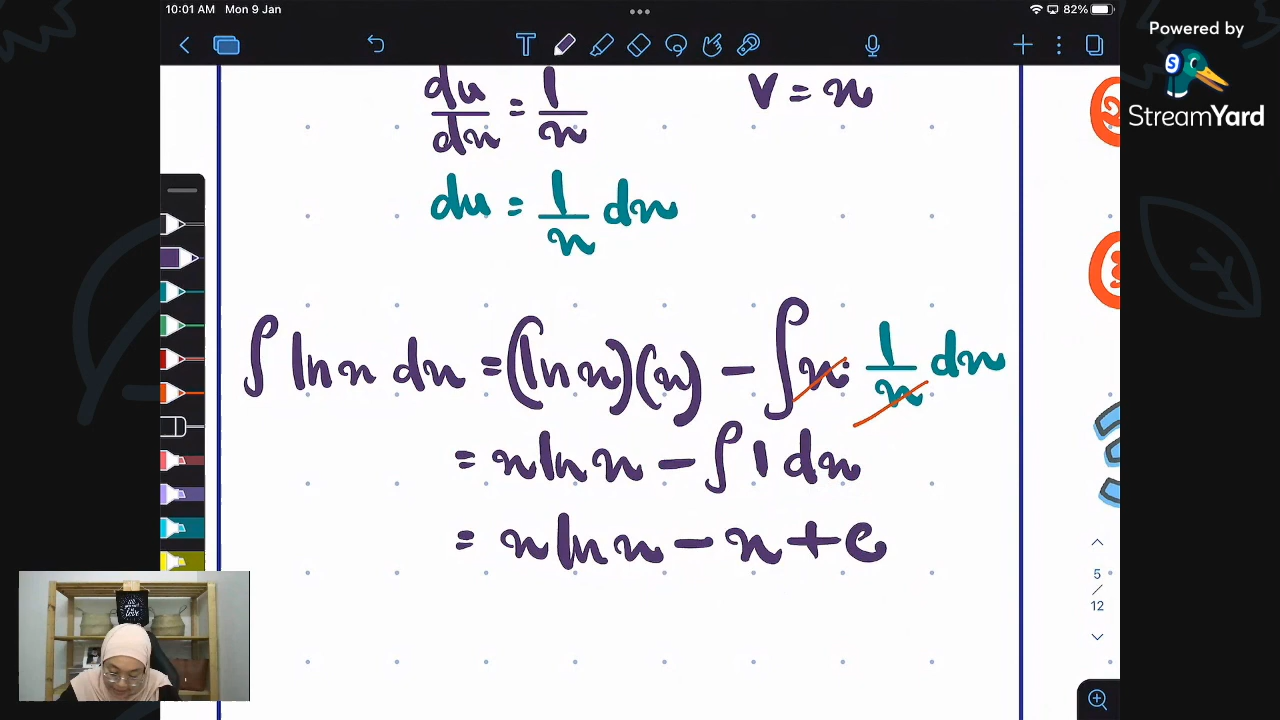 10:01 AM Mon 9 Jan
82%
Powered by
StreamYard
du/dx = 1/x
v = x
du = 1/x dx
∫ ln x dx = (ln x)(x) − ∫ x · 1/x dx
= x ln x − ∫ 1 dx
= x ln x − x + c
5
/
12